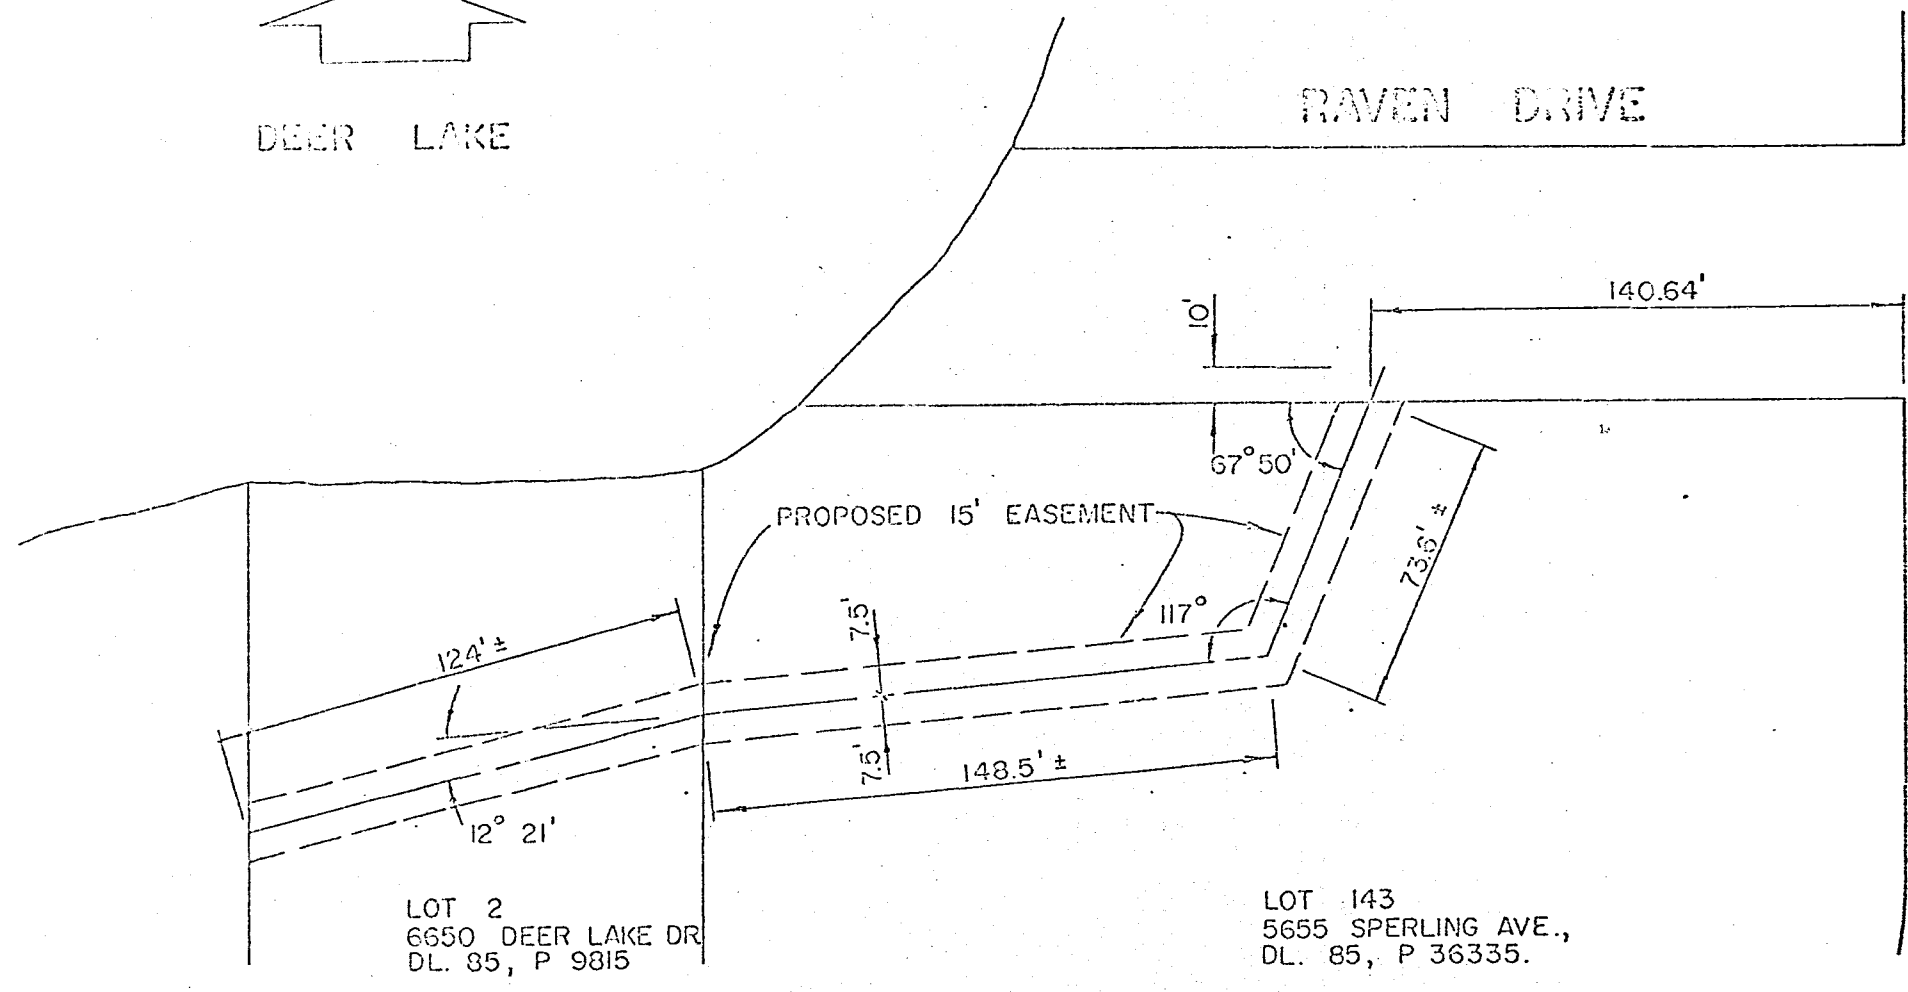 DEER LAKE
RAVEN DRIVE
140.64'
10'
67°50'
PROPOSED 15' EASEMENT
73.6' ±
117°
7.5'
124' ±
7.5'
148.5' ±
12° 21'
LOT 2
6650 DEER LAKE DR
DL. 85, P 9815
LOT 143
5655 SPERLING AVE.,
DL. 85, P 36335.